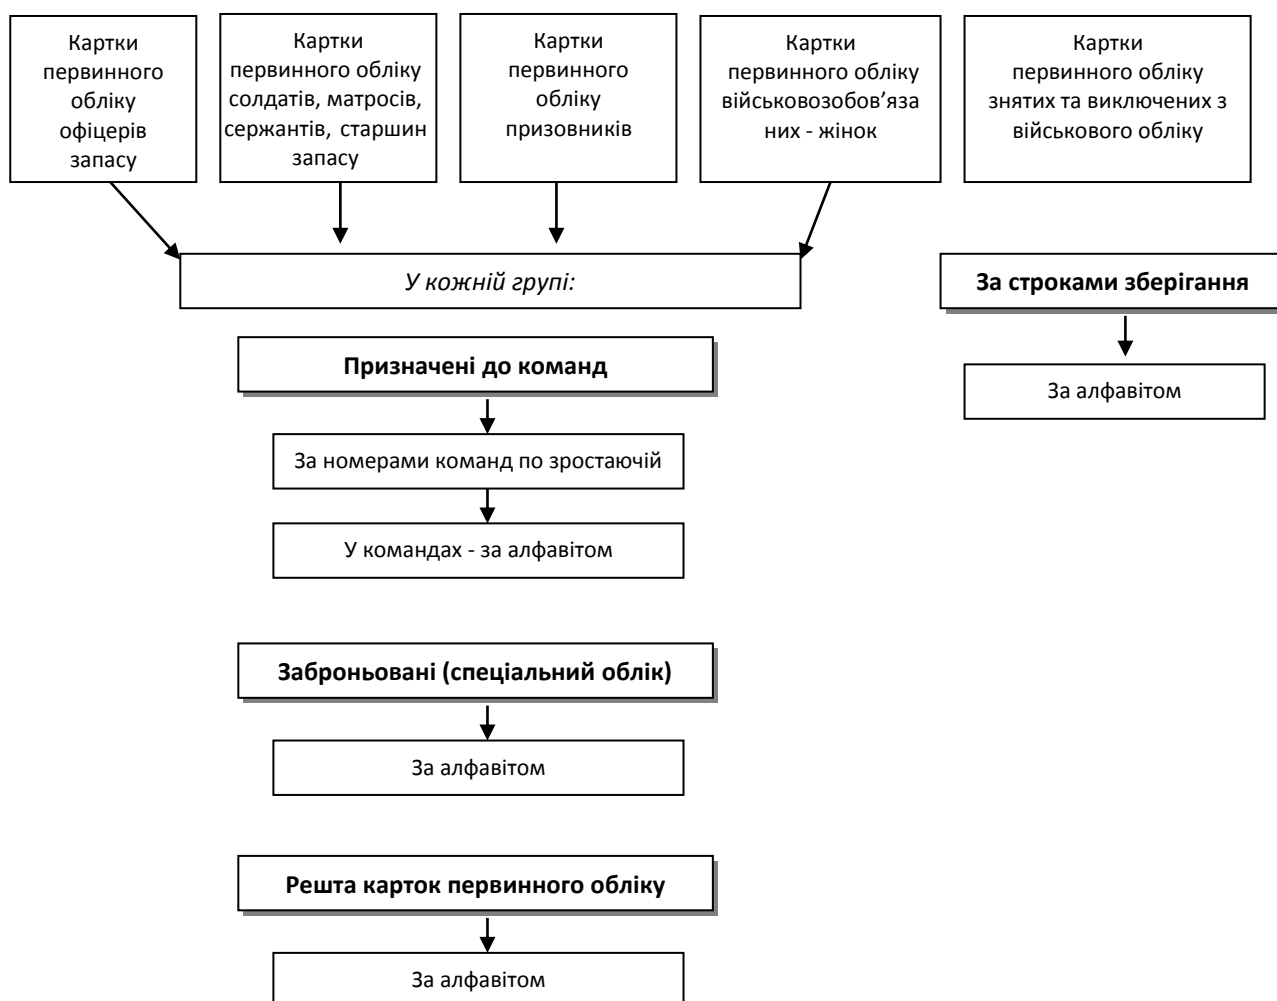 Картки
первинного
обліку
офіцерів
запасу
Картки
первинного обліку
солдатів, матросів,
сержантів, старшин
запасу
Картки
первинного
обліку
призовників
Картки
первинного обліку
військовозобов’яза
них - жінок
Картки
первинного обліку
знятих та виключених з
військового обліку
У кожній групі:
За строками зберігання
Призначені до команд
За алфавітом
За номерами команд по зростаючій
У командах - за алфавітом
Заброньовані (спеціальний облік)
За алфавітом
Решта карток первинного обліку
За алфавітом